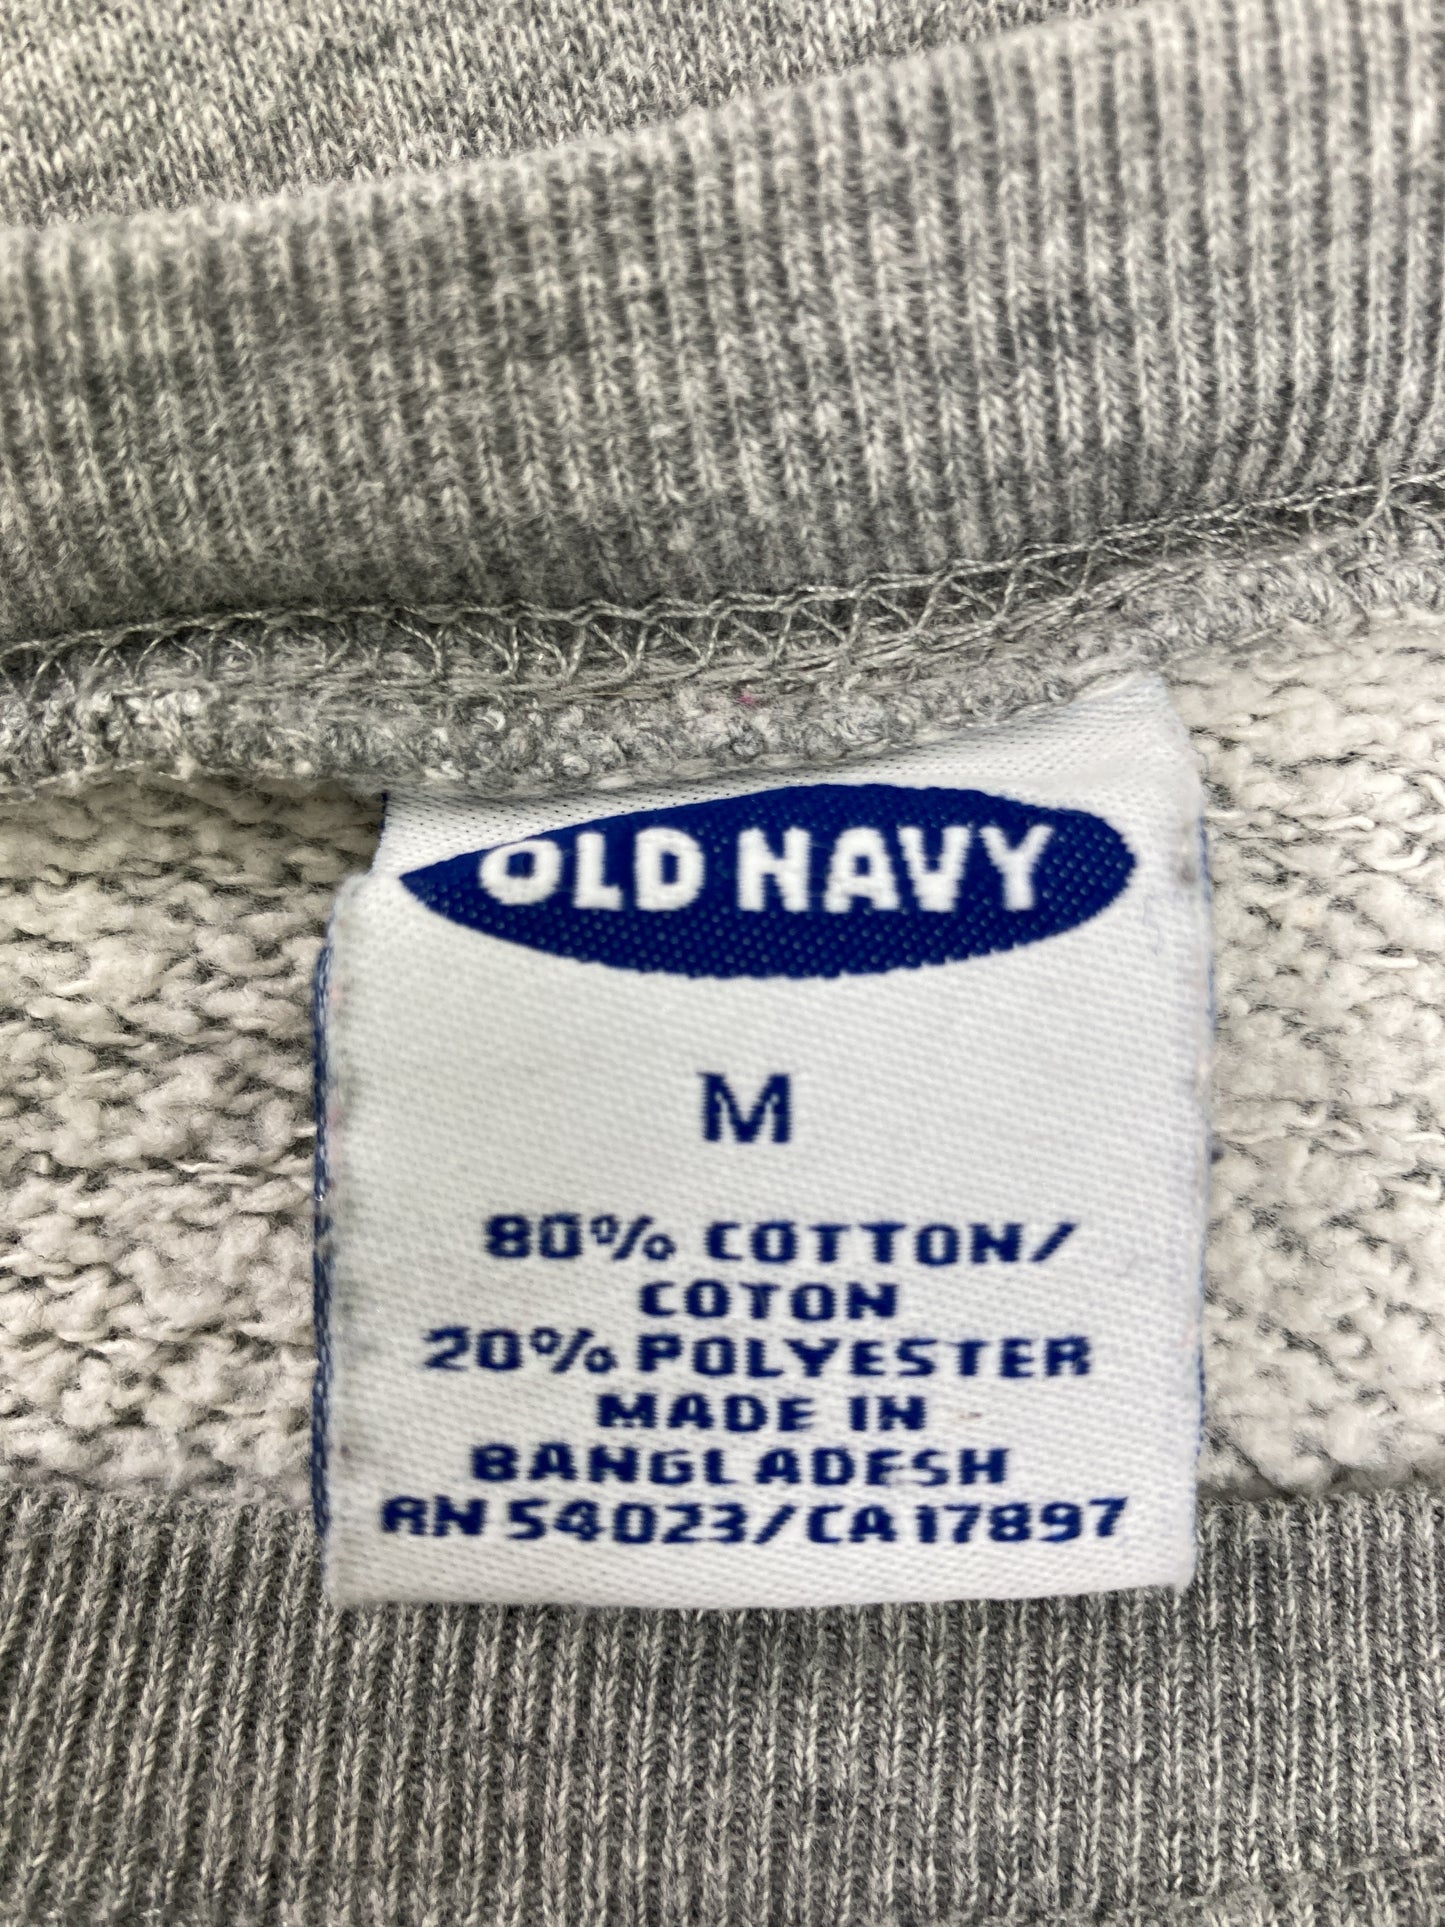 OLD NAVY
M
80% COTTON/
COTON
20% POLYESTER
MADE IN
BANGLADESH
RN 54023/CA 17897